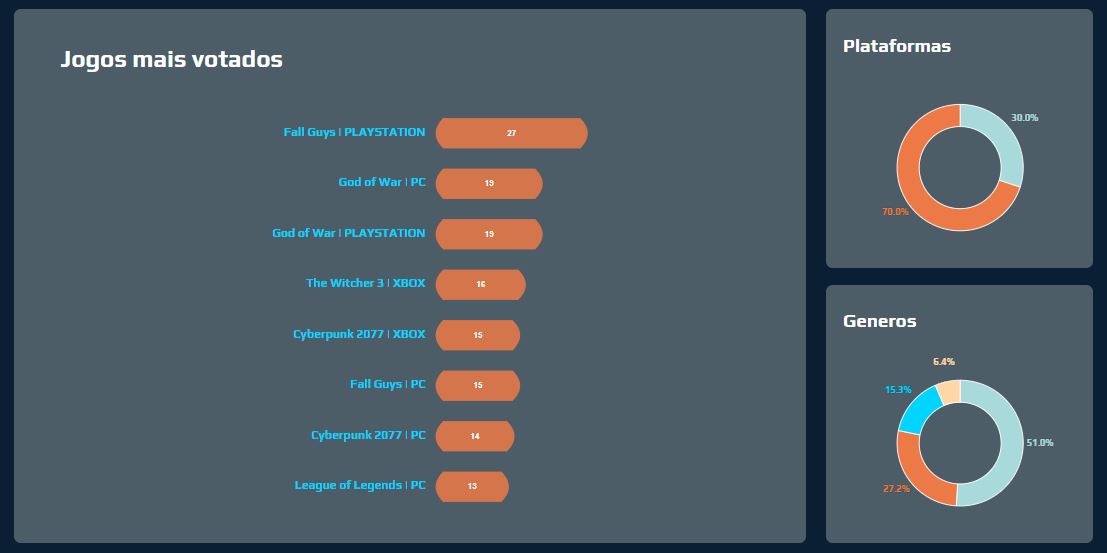 Jogos mais votados
Fall Guys | PLAYSTATION
27
God of War | PC
19
God of War | PLAYSTATION
19
The Witcher 3 | XBOX
16
Cyberpunk 2077 | XBOX
15
Fall Guys | PC
15
Cyberpunk 2077 | PC
14
League of Legends | PC
13
Plataformas
30.0%
70.0%
Generos
6.4%
15.3%
51.0%
27.2%